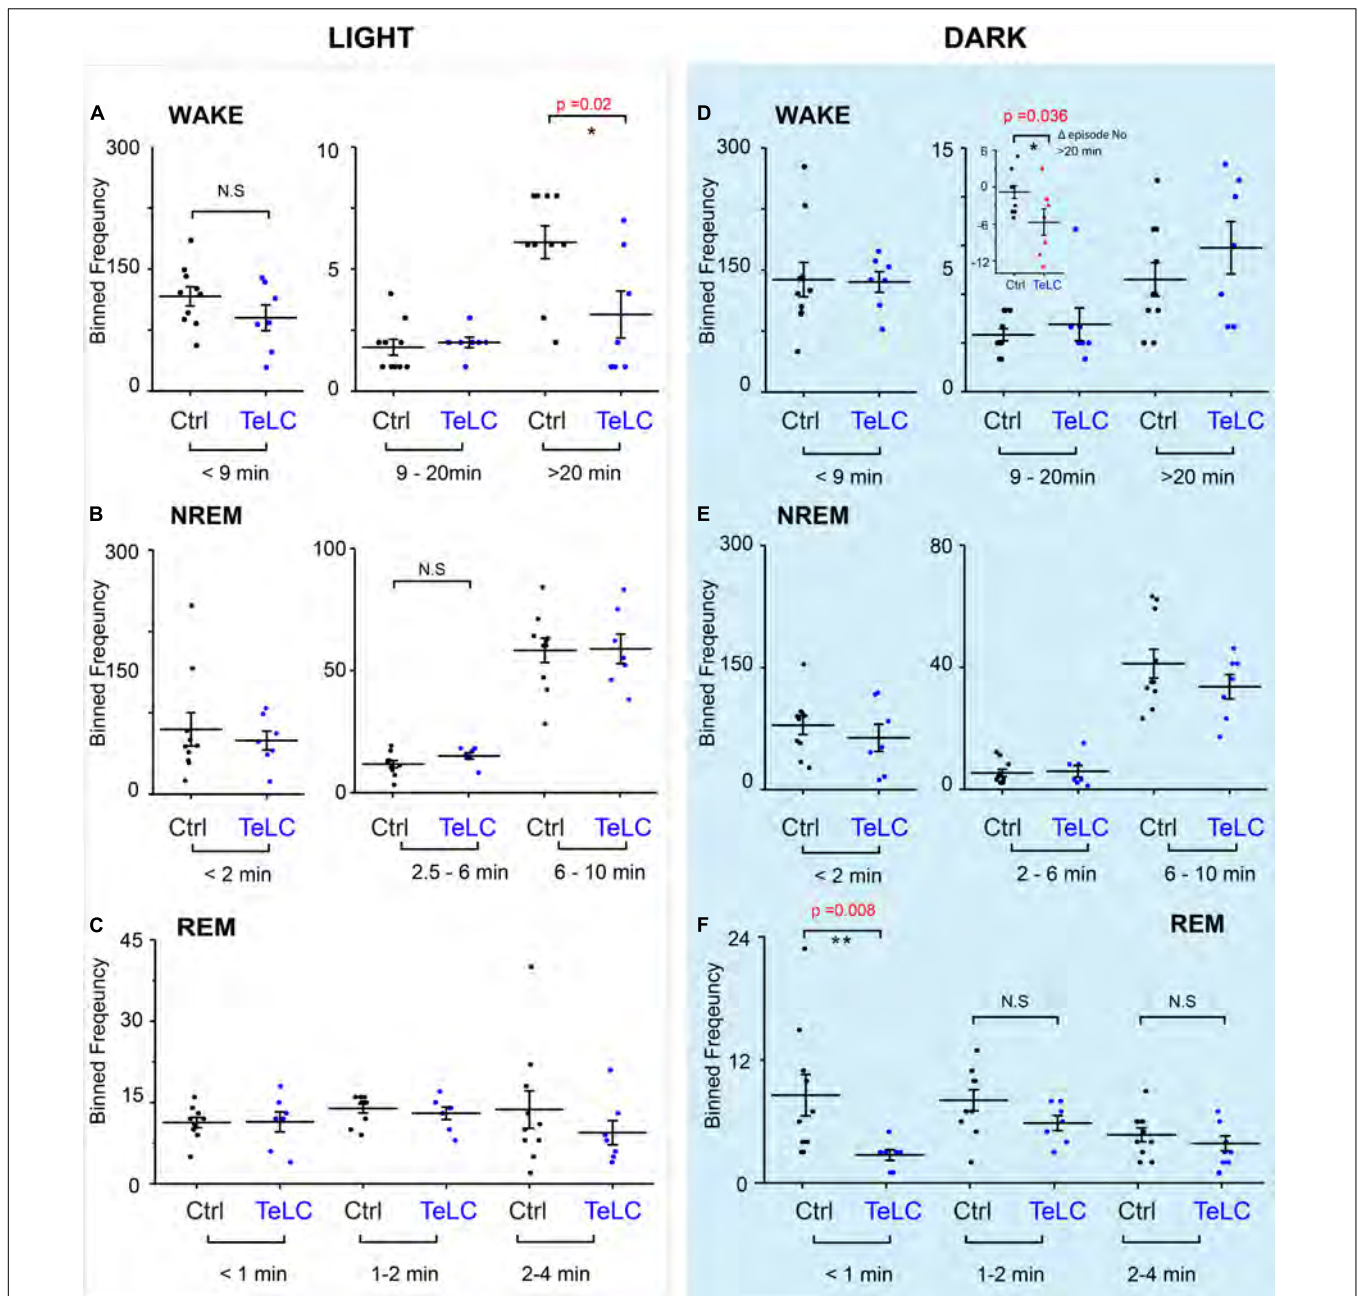 LIGHT
DARK
A
WAKE
p =0.02
*
300
150
0
N.S
10
5
0
Binned Freqeuncy
Ctrl TeLC Ctrl TeLC Ctrl TeLC
< 9 min 9 - 20min >20 min
D
WAKE
p =0.036
*
Δ episode No
>20 min
300
150
0
15
5
0
6
0
-6
-12
Ctrl TeLC
Binned Freqeuncy
Ctrl TeLC Ctrl TeLC Ctrl TeLC
< 9 min 9 - 20min >20 min
B
NREM
300
150
0
100
50
0
N.S
Binned Freqeuncy
Ctrl TeLC Ctrl TeLC Ctrl TeLC
< 2 min 2.5 - 6 min 6 - 10 min
E
NREM
300
150
0
80
40
0
Binned Freqeuncy
Ctrl TeLC Ctrl TeLC Ctrl TeLC
< 2 min 2 - 6 min 6 - 10 min
C
REM
45
30
15
0
Binned Freqeuncy
Ctrl TeLC Ctrl TeLC Ctrl TeLC
< 1 min 1-2 min 2-4 min
F
p =0.008
**
REM
24
12
0
N.S
N.S
Binned Freqeuncy
Ctrl TeLC Ctrl TeLC Ctrl TeLC
< 1 min 1-2 min 2-4 min